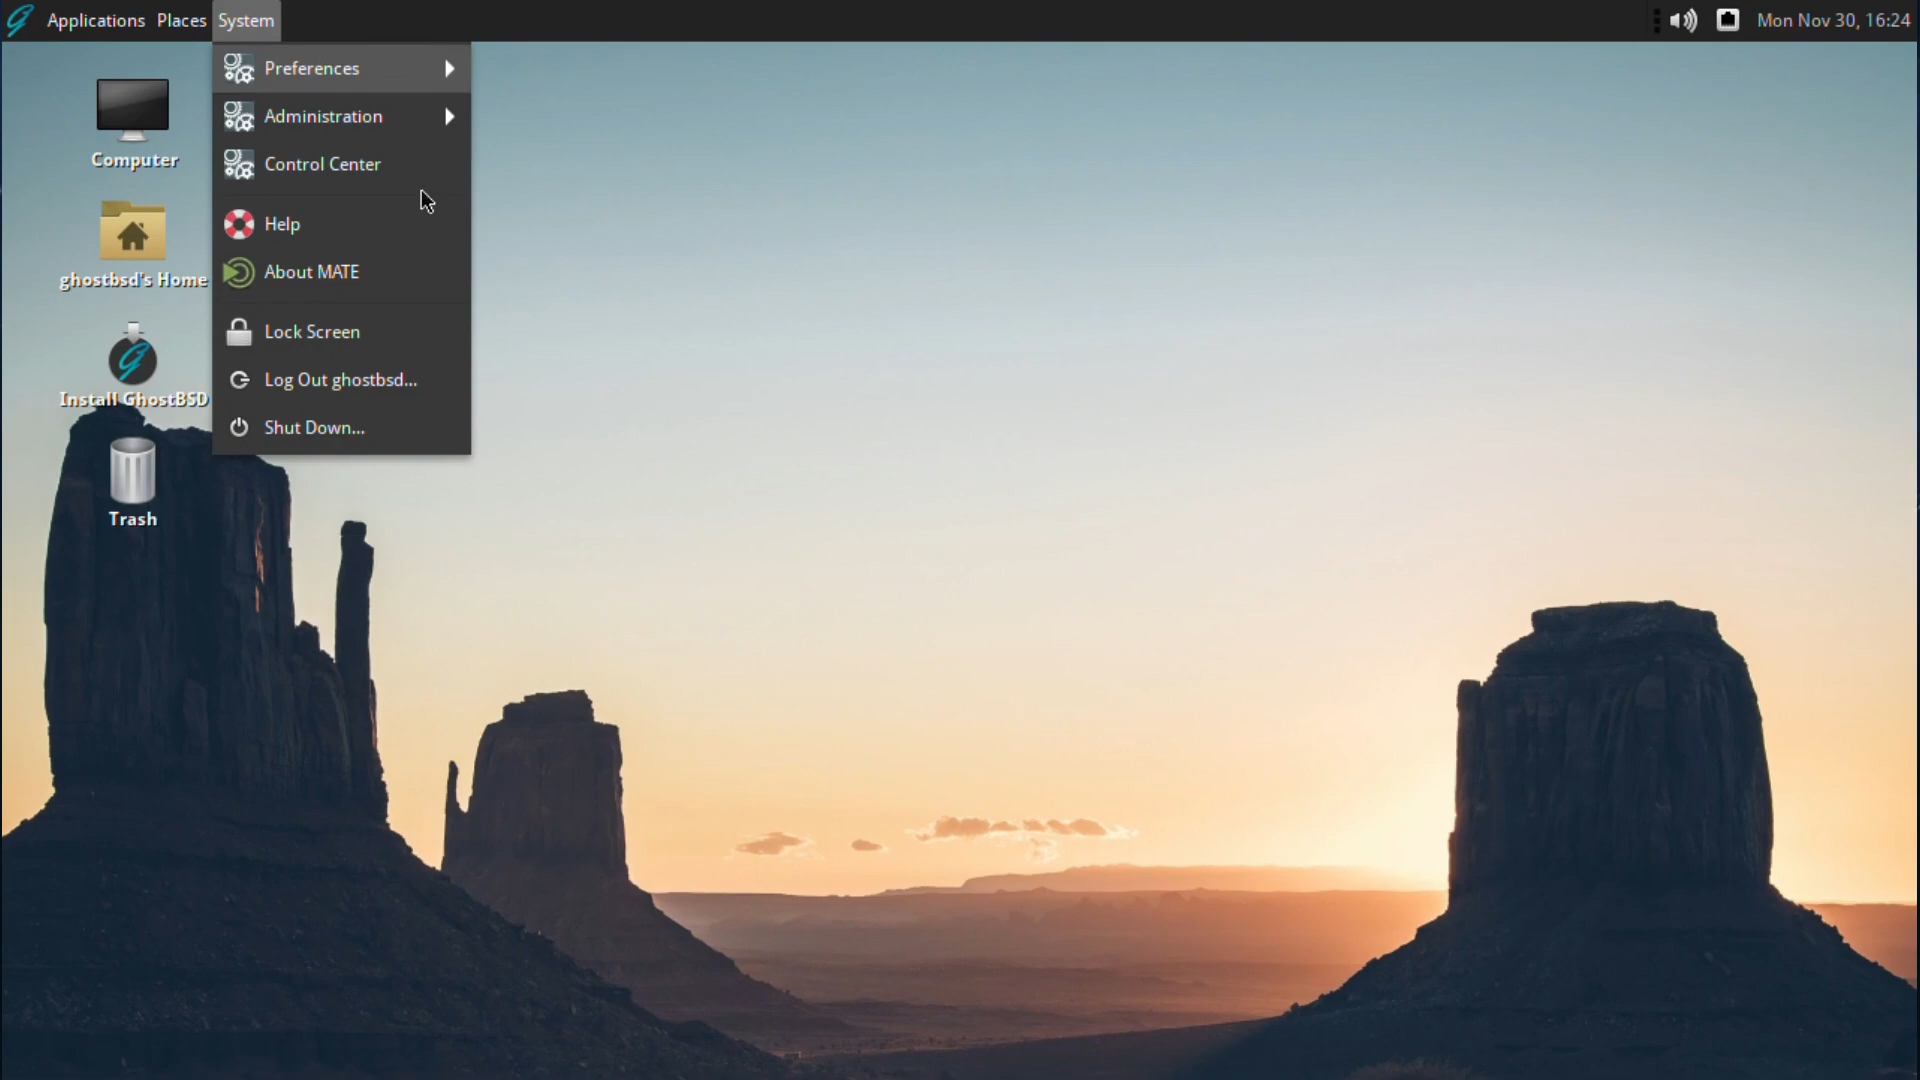 Applications Places System
Mon Nov 30, 16:24
Preferences
Administration
Control Center
Help
About MATE
Lock Screen
Log Out ghostbsd...
Shut Down...
Computer
ghostbsd's Home
Install GhostBSD
Trash